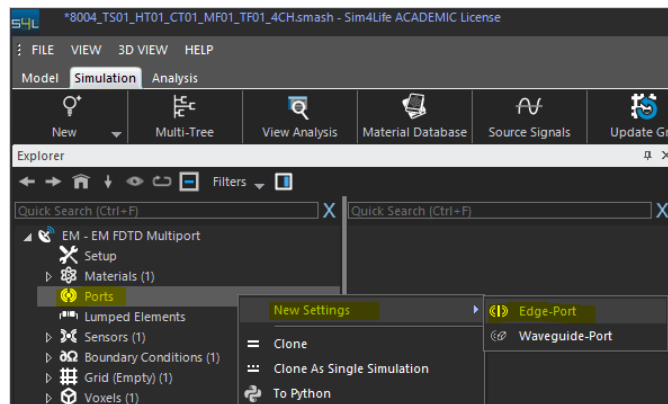 S4L *8004_TS01_HT01_CT01_MF01_TF01_4CH.smash - Sim4Life ACADEMIC License
FILE VIEW 3D VIEW HELP
Model Simulation Analysis
New Multi-Tree View Analysis Material Database Source Signals Update Gr
Explorer
Filters
Quick Search (Ctrl+F) X Quick Search (Ctrl+F) X
EM - EM FDTD Multiport
Setup
Materials (1)
Ports
New Settings
Edge-Port
Lumped Elements
Waveguide-Port
Sensors (1)
Clone
Boundary Conditions (1)
Clone As Single Simulation
Grid (Empty) (1)
To Python
Voxels (1)